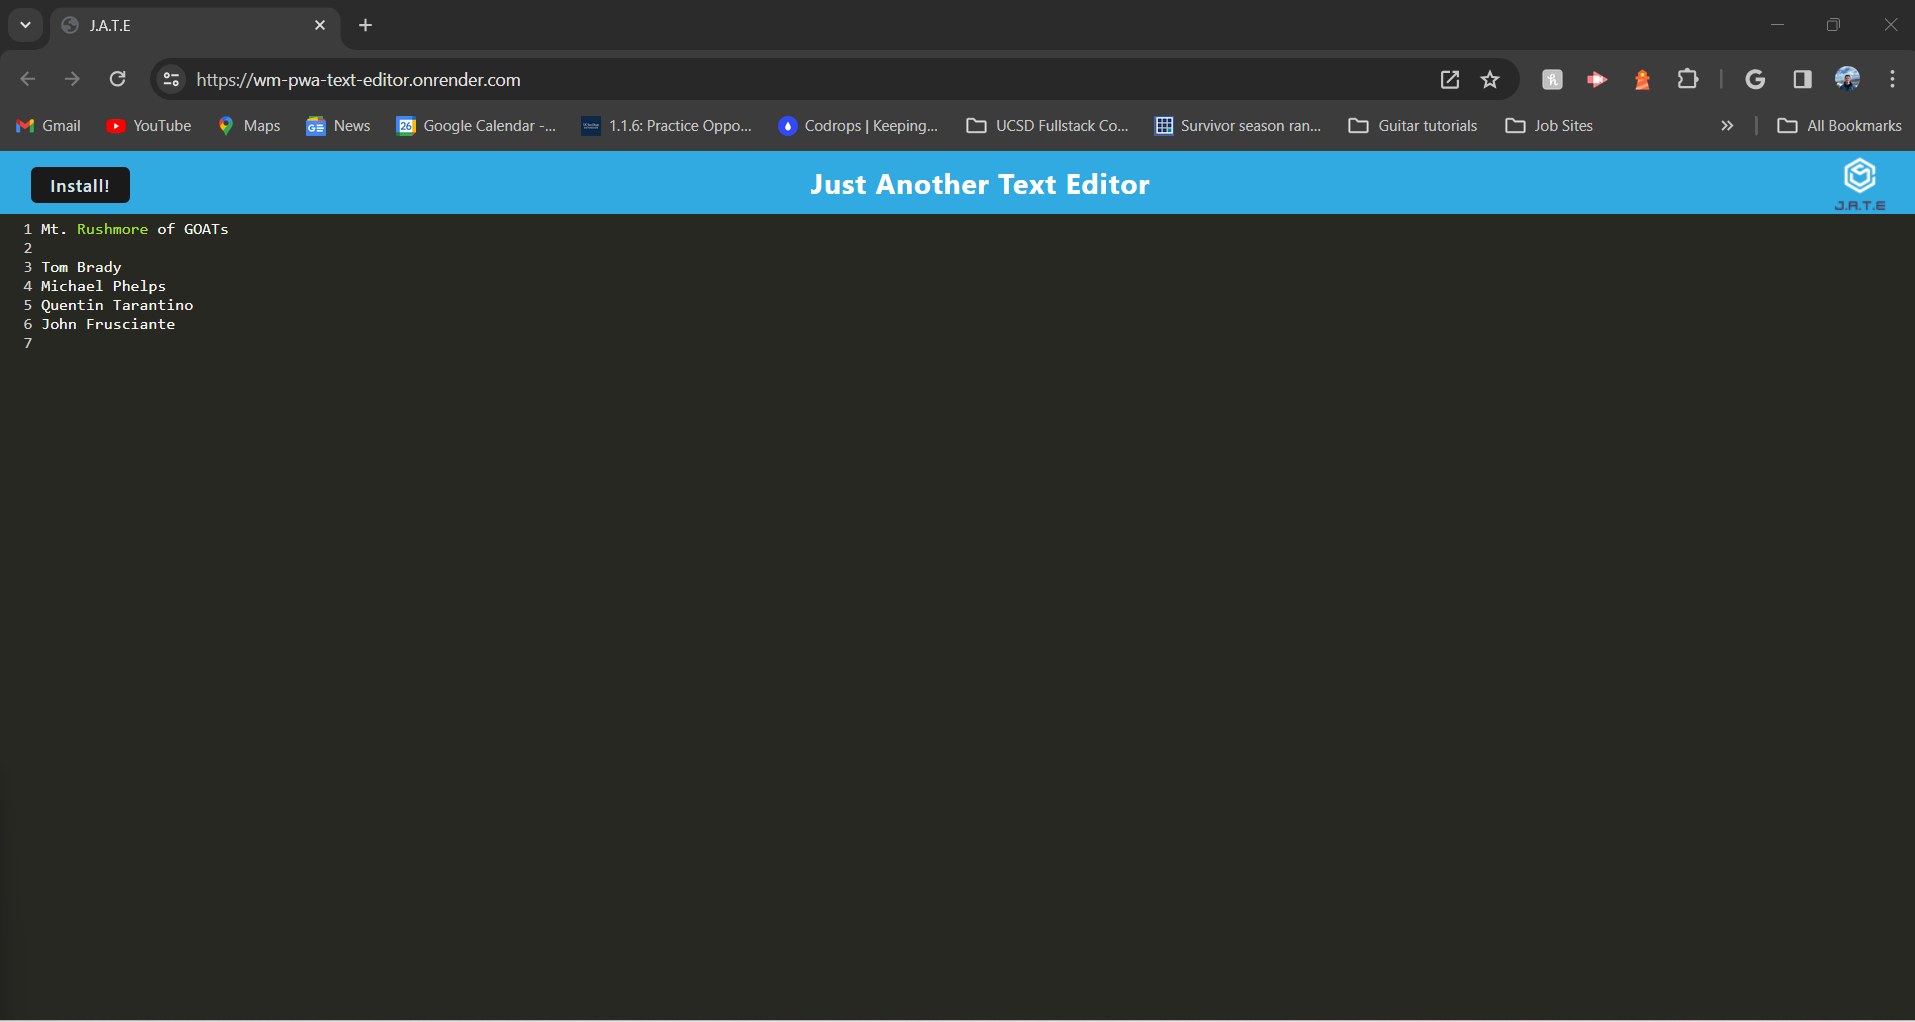 J.A.T.E
https://wm-pwa-text-editor.onrender.com
Gmail YouTube Maps News Google Calendar -... 1.1.6: Practice Oppo... Codrops | Keeping... UCSD Fullstack Co... Survivor season ran... Guitar tutorials Job Sites All Bookmarks
Install! Just Another Text Editor J.A.T.E
1 Mt. Rushmore of GOATs
2
3 Tom Brady
4 Michael Phelps
5 Quentin Tarantino
6 John Frusciante
7